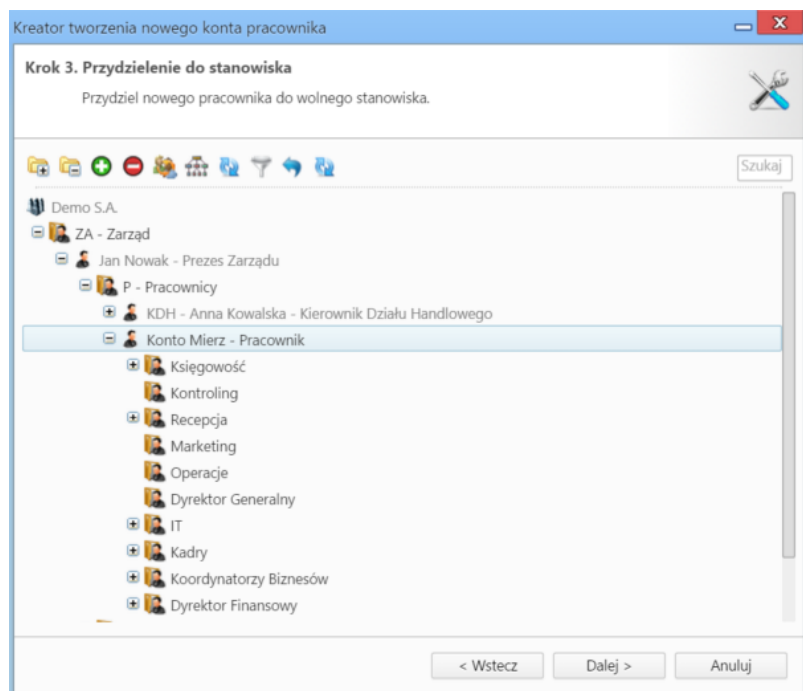 Kreator tworzenia nowego konta pracownika
Krok 3. Przydzielenie do stanowiska
Przydziel nowego pracownika do wolnego stanowiska.
Szukaj
Demo S.A.
ZA - Zarząd
Jan Nowak - Prezes Zarządu
P - Pracownicy
KDH - Anna Kowalska - Kierownik Działu Handlowego
Konto Mierz - Pracownik
Księgowość
Kontroling
Recepcja
Marketing
Operacje
Dyrektor Generalny
IT
Kadry
Koordynatorzy Biznesów
Dyrektor Finansowy
< Wstecz
Dalej >
Anuluj